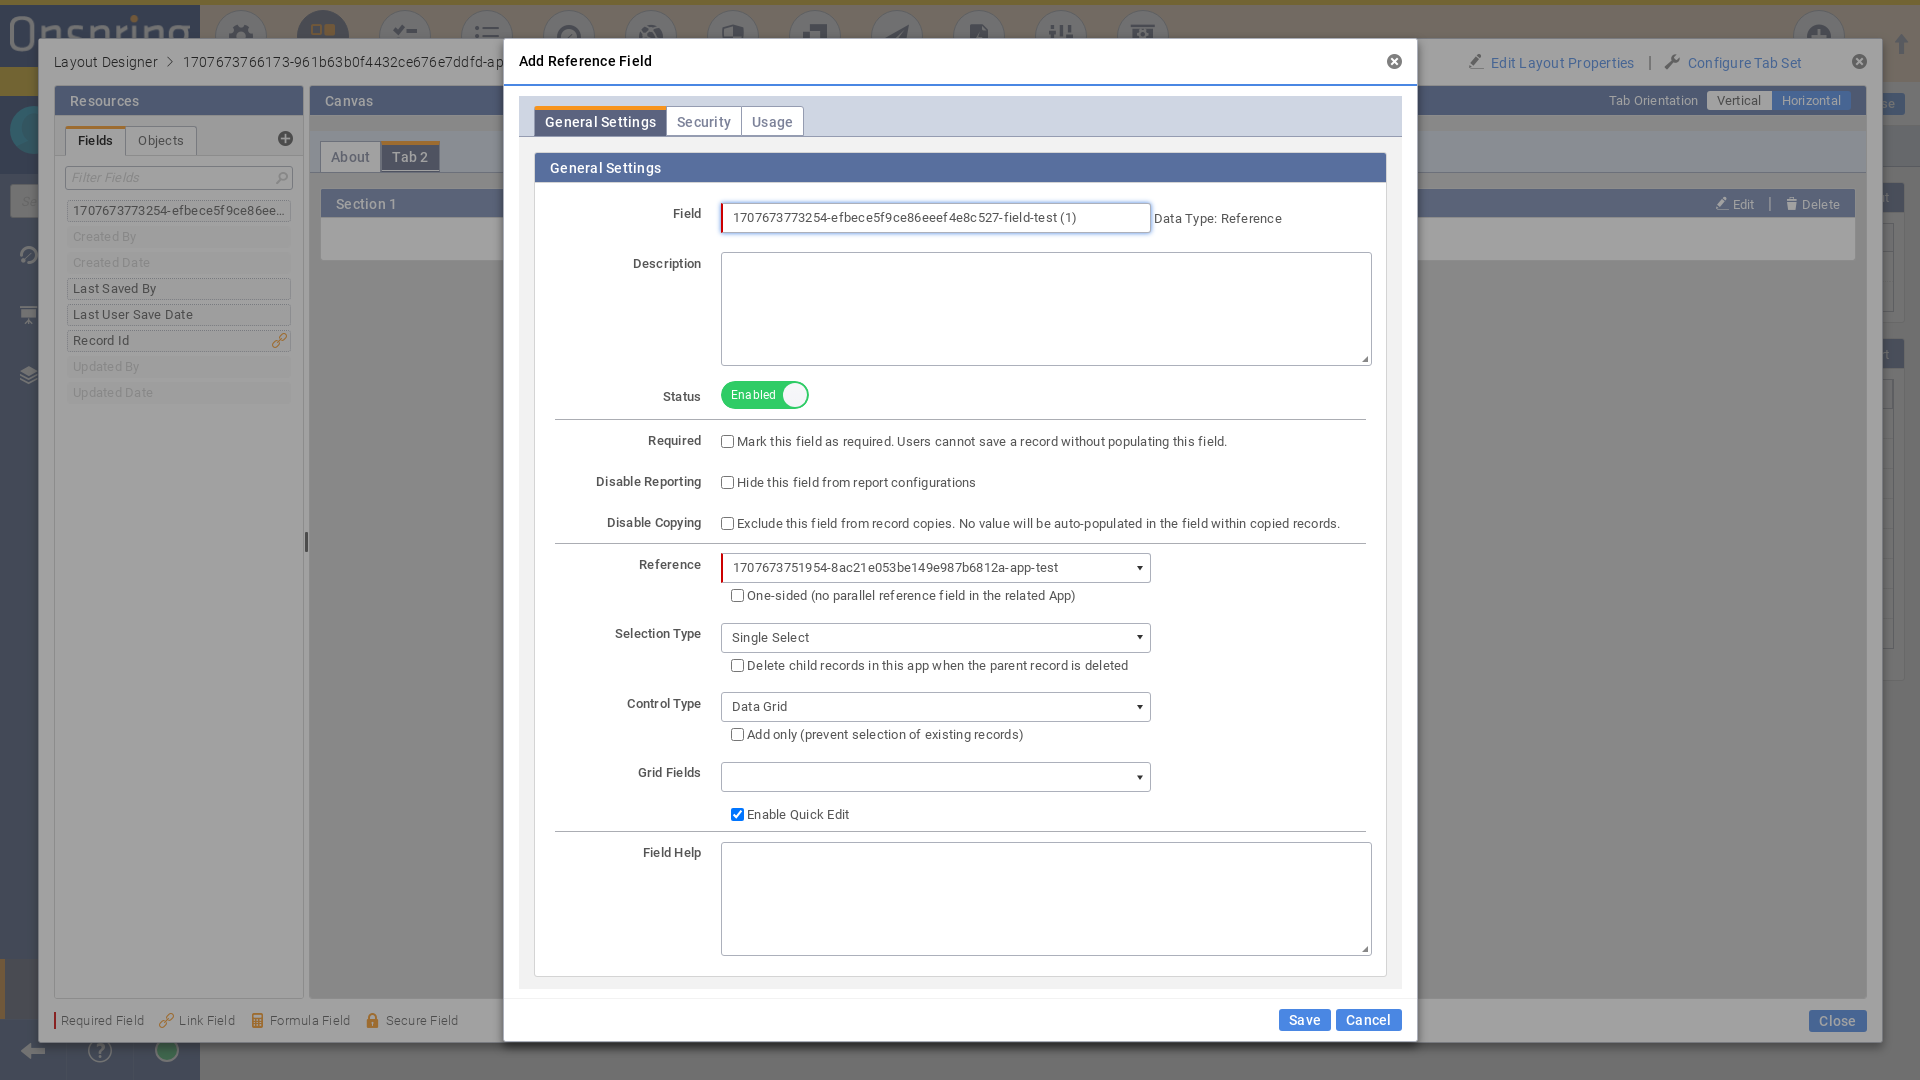 Onspring
Add Reference Field
Layout Designer > 1707673766173-961b63b0f4432ce676e7ddfd-ap
Edit Layout Properties | Configure Tab Set
Resources
Canvas
Tab Orientation Vertical Horizontal
General Settings Security Usage
Fields Objects
About Tab 2
General Settings
Filter Fields
Section 1
Edit | Delete
1707673773254-efbece5f9ce86ee...
Field 1707673773254-efbece5f9ce86eeef4e8c527-field-test (1) Data Type: Reference
Created By
Created Date
Description
Last Saved By
Last User Save Date
Record Id
Updated By
Updated Date
Status Enabled
Required Mark this field as required. Users cannot save a record without populating this field.
Disable Reporting Hide this field from report configurations
Disable Copying Exclude this field from record copies. No value will be auto-populated in the field within copied records.
Reference 1707673751954-8ac21e053be149e987b6812a-app-test
One-sided (no parallel reference field in the related App)
Selection Type Single Select
Delete child records in this app when the parent record is deleted
Control Type Data Grid
Add only (prevent selection of existing records)
Grid Fields
Enable Quick Edit
Field Help
Required Field Link Field Formula Field Secure Field
Save Cancel
Close